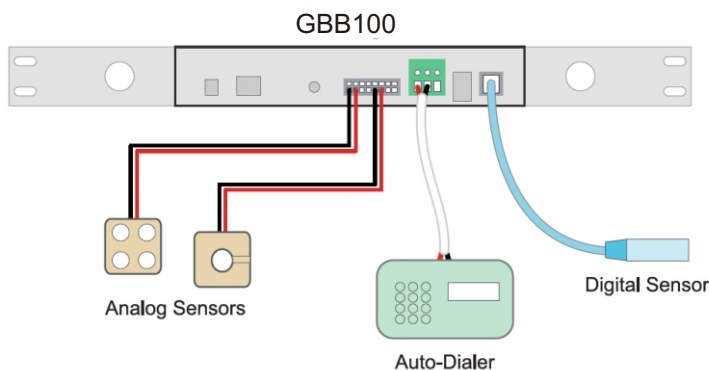 GBB100
Analog Sensors
Digital Sensor
Auto-Dialer